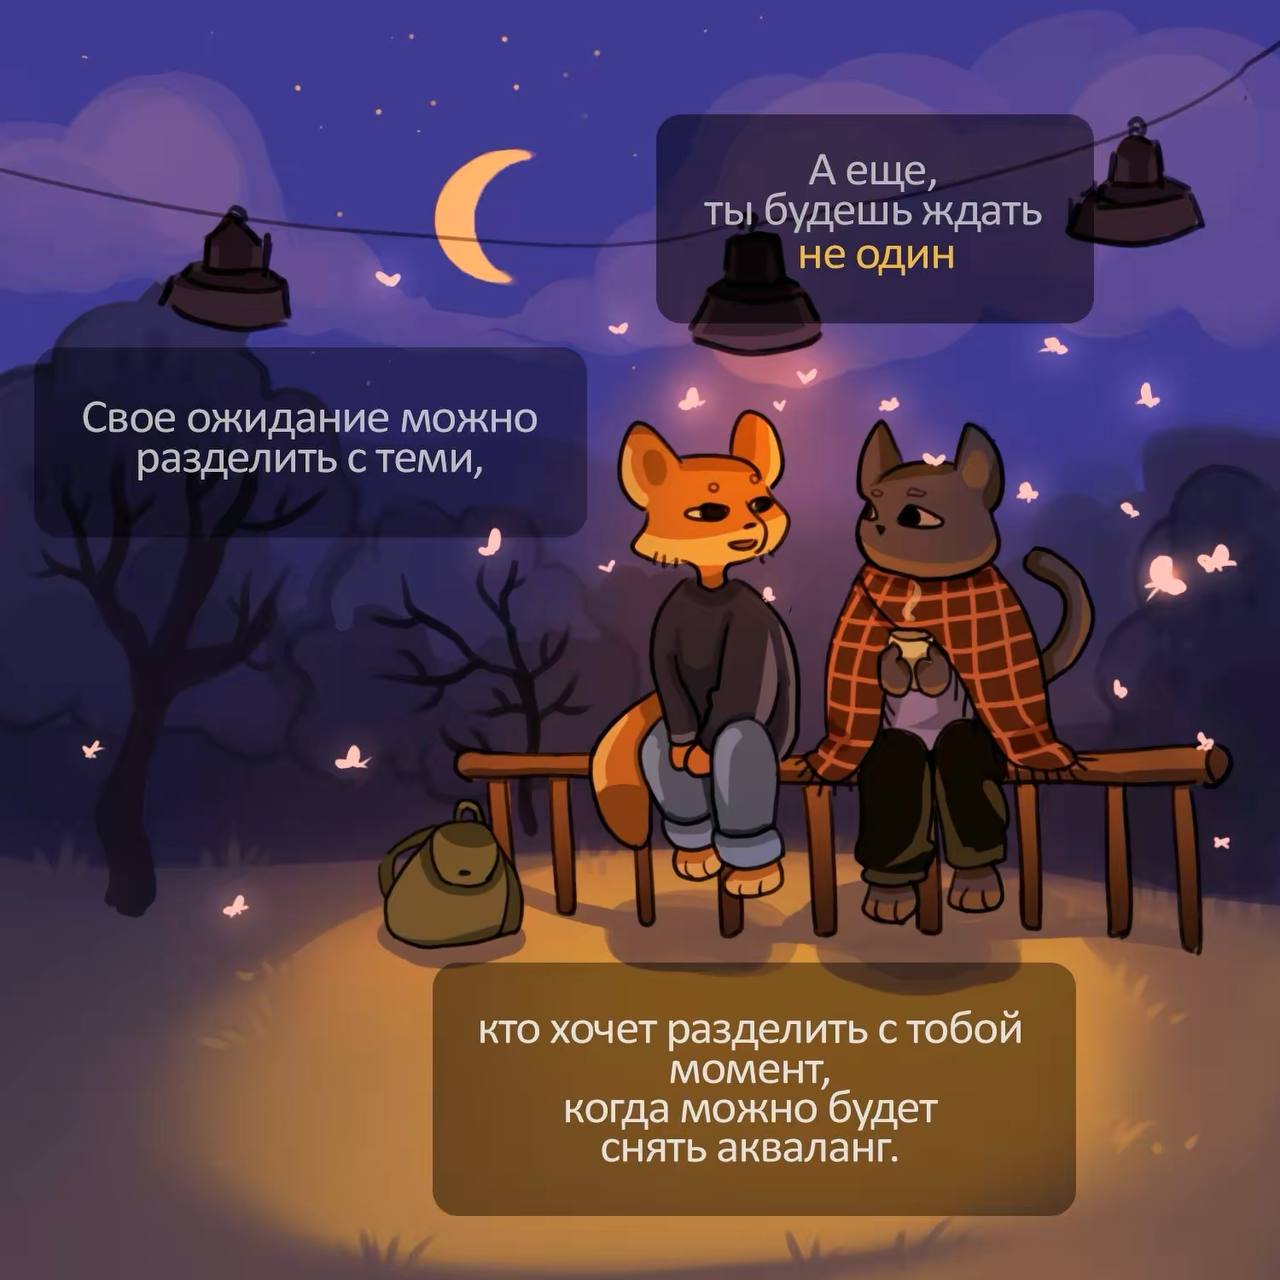 А еще,
ты будешь ждать
не один
Свое ожидание можно
разделить с теми,
кто хочет разделить с тобой
момент,
когда можно будет
снять акваланг.